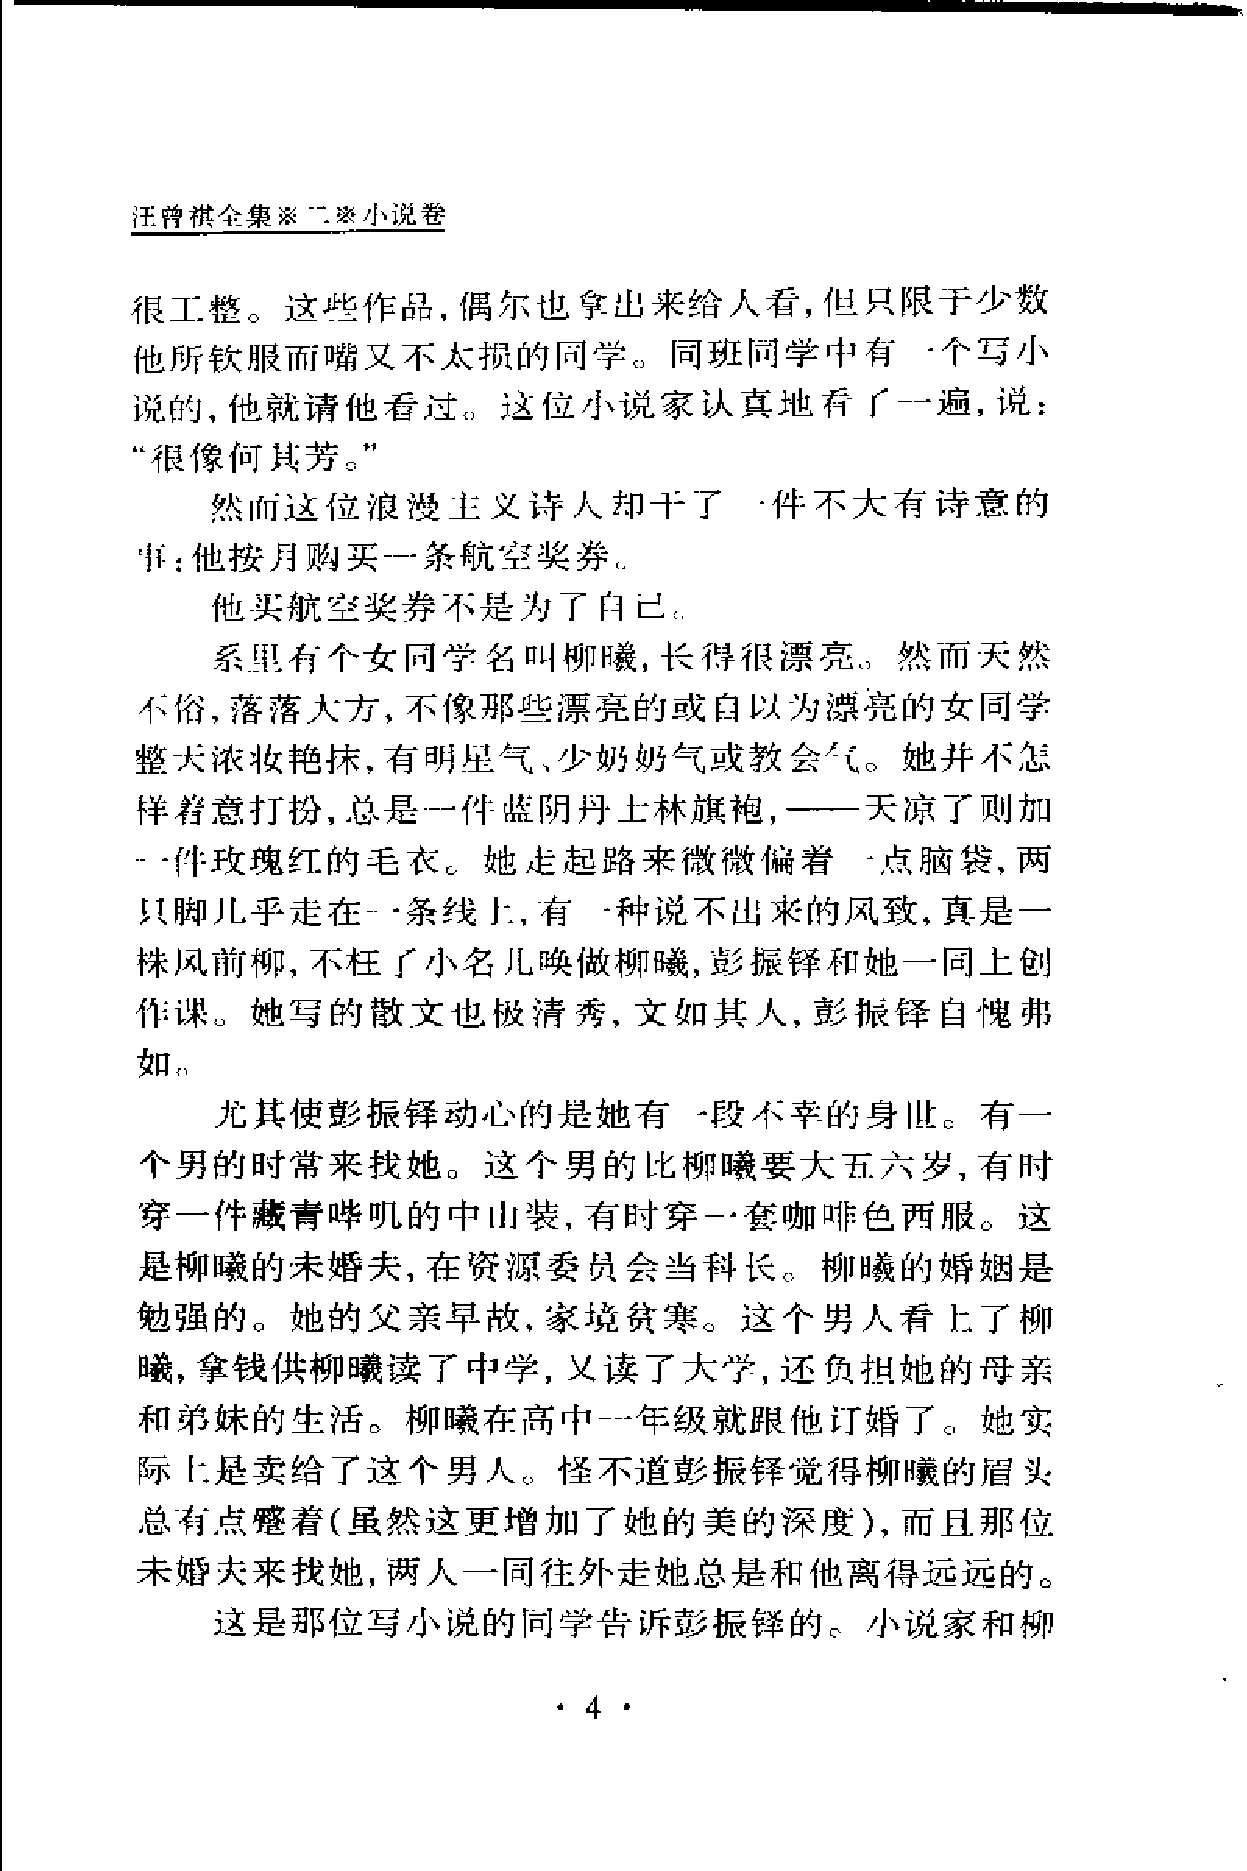 汪曾祺全集※二※小说卷
很工整。这些作品,偶尔也拿出来给人看,但只限于少数
他所钦服而嘴又不太损的同学。同班同学中有一个写小
说的,他就请他看过。这位小说家认真地看了一遍,说:
“很像何其芳。”
然而这位浪漫主义诗人却干了一件不大有诗意的
事:他按月购买一条航空奖券。
他买航空奖券不是为了自己。
系里有个女同学名叫柳曦,长得很漂亮。然而天然
不俗,落落大方,不像那些漂亮的或自以为漂亮的女同学
整天浓妆艳抹,有明星气、少奶奶气或教会气。她并不怎
样着意打扮,总是一件蓝阴丹士林旗袍,——天凉了则加
一件玫瑰红的毛衣。她走起路来微微偏着一点脑袋,两
只脚几乎走在一条线上,有一种说不出来的风致,真是一
株风前柳,不枉了小名儿唤做柳曦,彭振铎和她一同上创
作课。她写的散文也极清秀,文如其人,彭振铎自愧弗
如。
尤其使彭振铎动心的是她有一段不幸的身世。有一
个男的时常来找她。这个男的比柳曦要大五六岁,有时
穿一件藏青哔叽的中山装,有时穿一套咖啡色西服。这
是柳曦的未婚夫,在资源委员会当科长。柳曦的婚姻是
勉强的。她的父亲早故,家境贫寒。这个男人看上了柳
曦,拿钱供柳曦读了中学,又读了大学,还负担她的母亲
和弟妹的生活。柳曦在高中一年级就跟他订婚了。她实
际上是卖给了这个男人。怪不道彭振铎觉得柳曦的眉头
总有点蹙着(虽然这更增加了她的美的深度),而且那位
未婚夫来找她,两人一同往外走她总是和他离得远远的。
这是那位写小说的同学告诉彭振铎的。小说家和柳
·4·